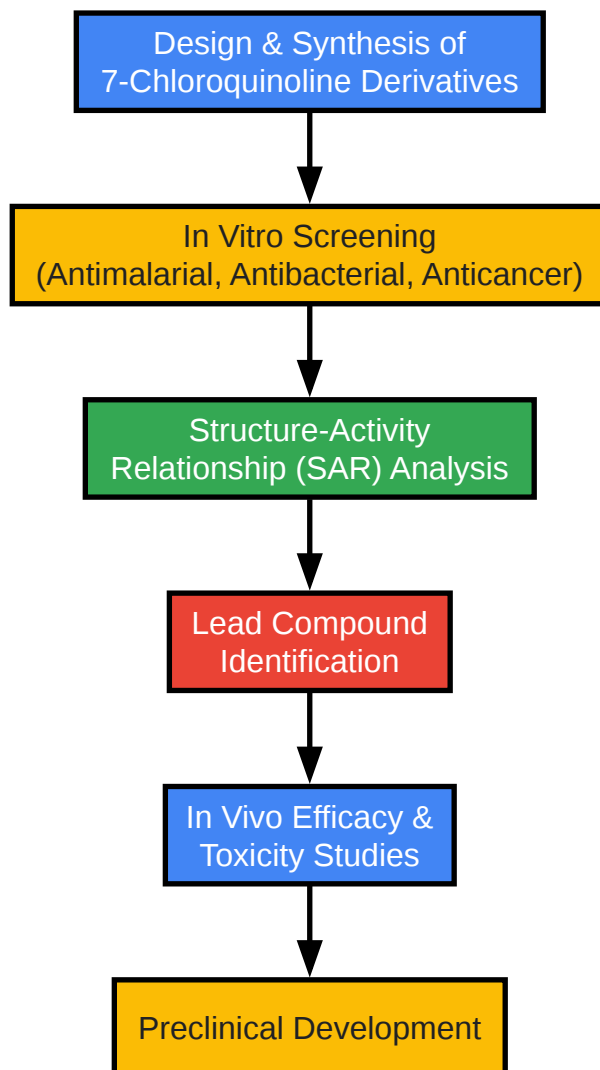 Design & Synthesis of
7-Chloroquinoline Derivatives
In Vitro Screening
(Antimalarial, Antibacterial, Anticancer)
Structure-Activity
Relationship (SAR) Analysis
Lead Compound
Identification
In Vivo Efficacy &
Toxicity Studies
Preclinical Development